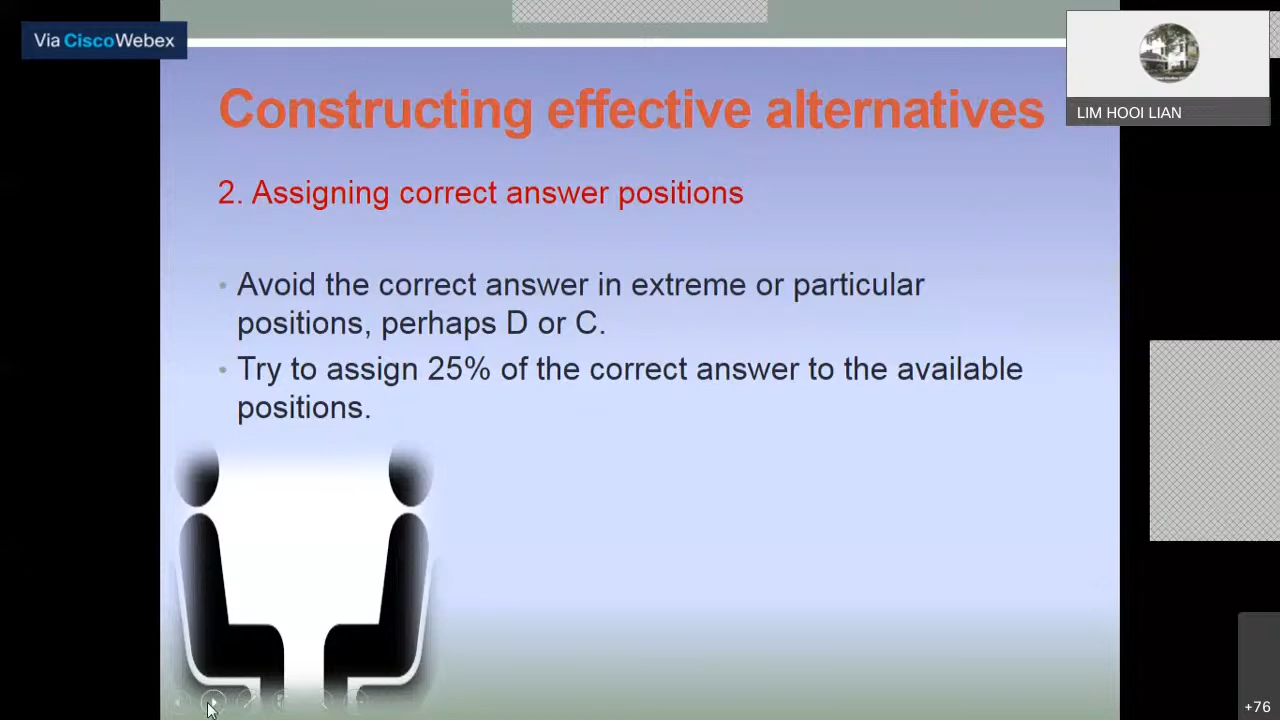 Via CiscoWebex
LIM HOOI LIAN
Constructing effective alternatives
2. Assigning correct answer positions
• Avoid the correct answer in extreme or particular
positions, perhaps D or C.
• Try to assign 25% of the correct answer to the available
positions.
+76